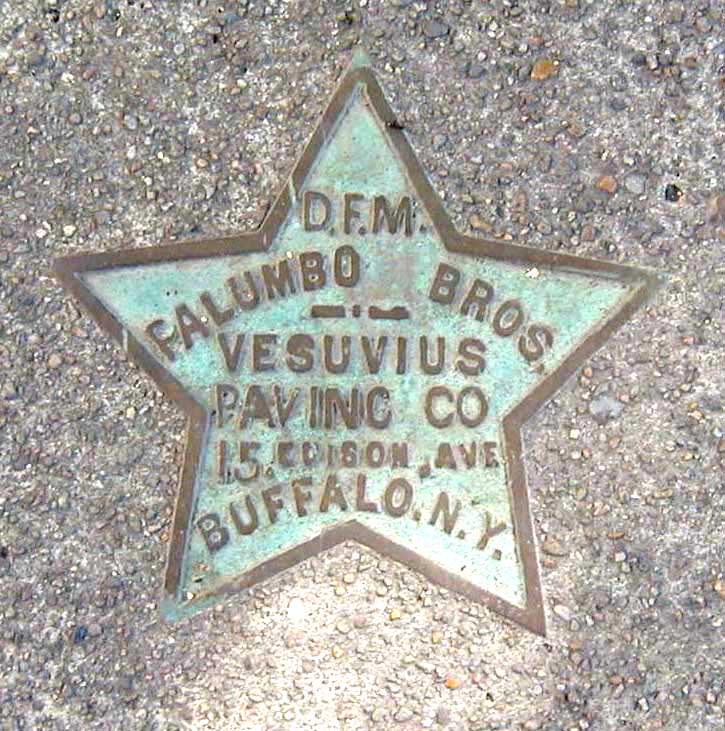 D.F.M.
PALUMBO BROS.
VESUVIUS
PAVING CO
15. EDISON. AVE
BUFFALO. N.Y.